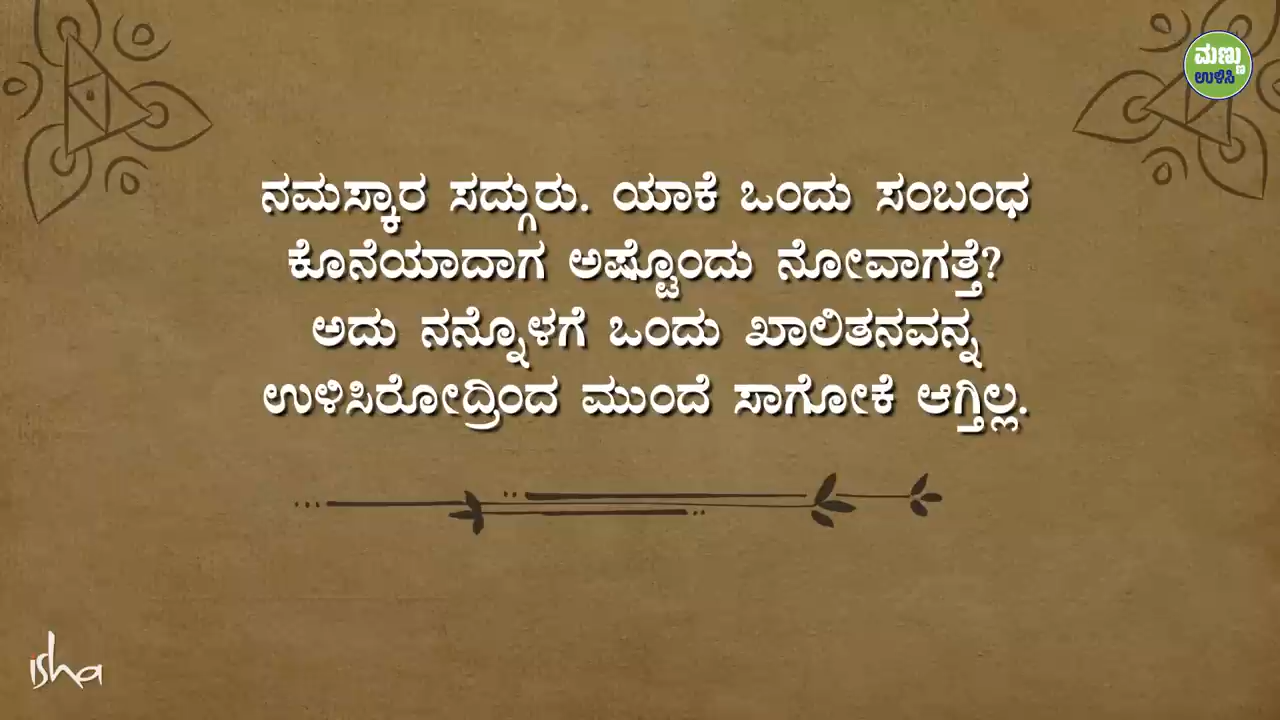 ಮಣ್ಣು
ಉಳಿಸಿ
ನಮಸ್ಕಾರ ಸದ್ಗುರು. ಯಾಕೆ ಒಂದು ಸಂಬಂಧ
ಕೊನೆಯಾದಾಗ ಅಷ್ಟೊಂದು ನೋವಾಗತ್ತೆ?
ಅದು ನನ್ನೊಳಗೆ ಒಂದು ಖಾಲಿತನವನ್ನ
ಉಳಿಸಿರೋದ್ರಿಂದ ಮುಂದೆ ಸಾಗೋಕೆ ಆಗ್ತಿಲ್ಲ.
isha